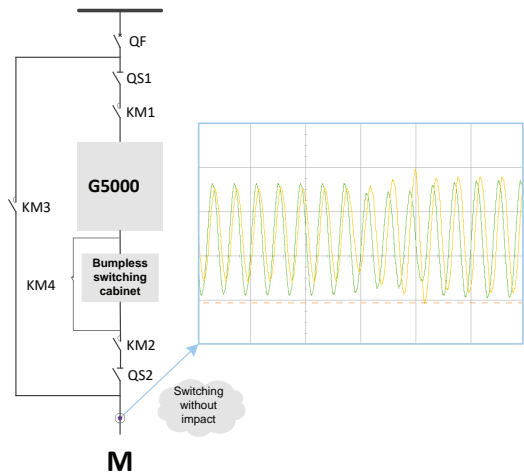 QF
QS1
KM1
G5000
KM3
Bumpless
switching
cabinet
KM4
KM2
QS2
Switching
without
impact
M